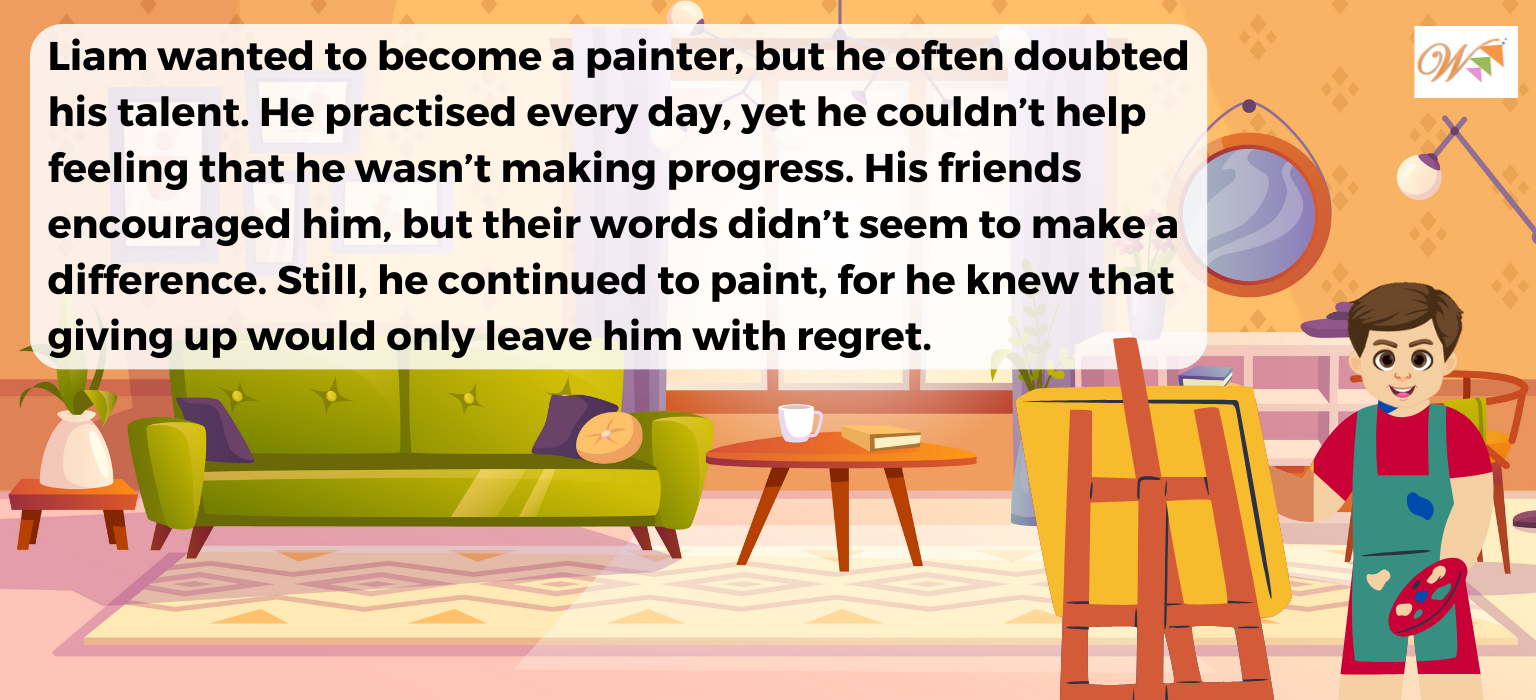 Liam wanted to become a painter, but he often doubted
his talent. He practised every day, yet he couldn’t help
feeling that he wasn’t making progress. His friends
encouraged him, but their words didn’t seem to make a
difference. Still, he continued to paint, for he knew that
giving up would only leave him with regret.
W